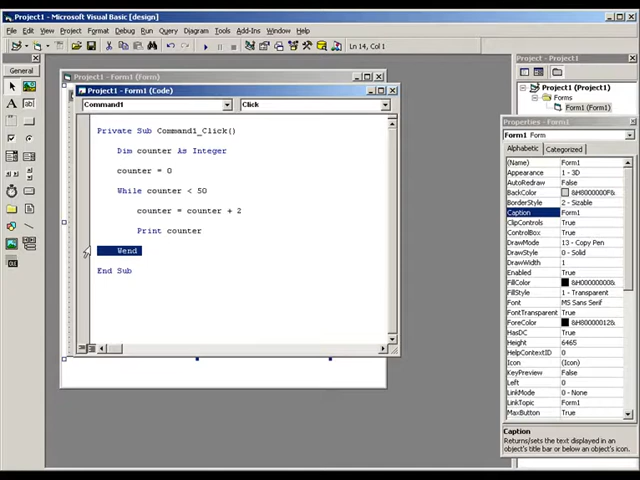 Project1 - Microsoft Visual Basic [design]
File Edit View Project Format Debug Run Query Diagram Tools Add-Ins Window Help
Ln 14, Col 1
General
A
ab
Project1 - Form1 (Form)
Project1 - Form1 (Code)
Command1
Click
Private Sub Command1_Click()
Dim counter As Integer
counter = 0
While counter < 50
counter = counter + 2
Print counter
Wend
End Sub
Project - Project1
Project1 (Project1)
Forms
Form1 (Form1)
Properties - Form1
Form1 Form
Alphabetic Categorized
(Name) Form1
Appearance 1 - 3D
AutoRedraw False
BackColor &H8000000F&
BorderStyle 2 - Sizable
Caption Form1
ClipControls True
ControlBox True
DrawMode 13 - Copy Pen
DrawStyle 0 - Solid
DrawWidth 1
Enabled True
FillColor &H00000000&
FillStyle 1 - Transparent
Font MS Sans Serif
FontTransparent True
ForeColor &H80000012&
HasDC True
Height 6465
HelpContextID 0
Icon (Icon)
KeyPreview False
Left 0
LinkMode 0 - None
LinkTopic Form1
MaxButton True
Caption
Returns/sets the text displayed in an
object's title bar or below an object's icon.